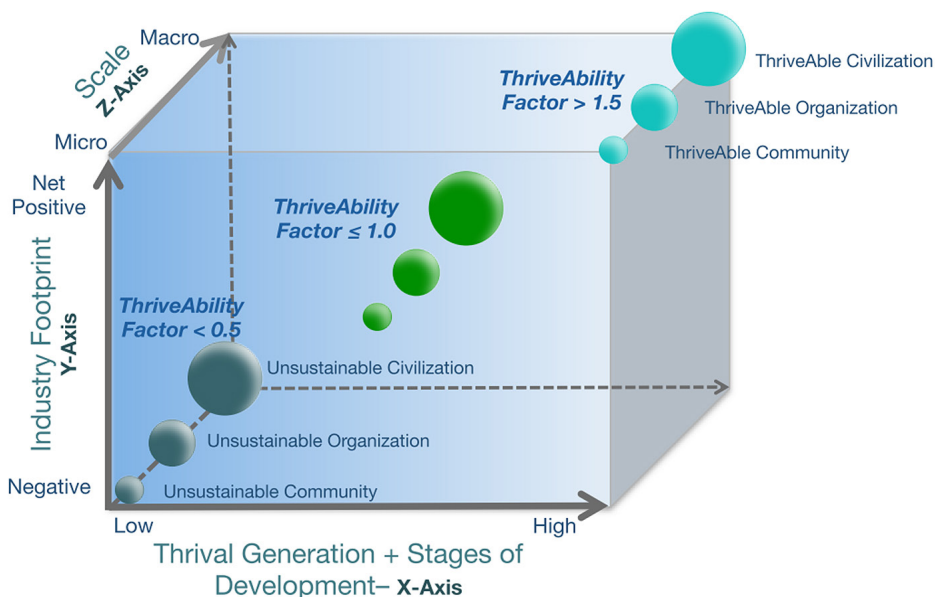 Macro
Scale
Z-Axis
Micro
ThriveAbility
Factor > 1.5
ThriveAble Civilization
ThriveAble Organization
ThriveAble Community
Net
Positive
Industry Footprint
Y-Axis
Negative
ThriveAbility
Factor ≤ 1.0
ThriveAbility
Factor < 0.5
Unsustainable Civilization
Unsustainable Organization
Unsustainable Community
Low
High
Thrival Generation + Stages of
Development– X-Axis